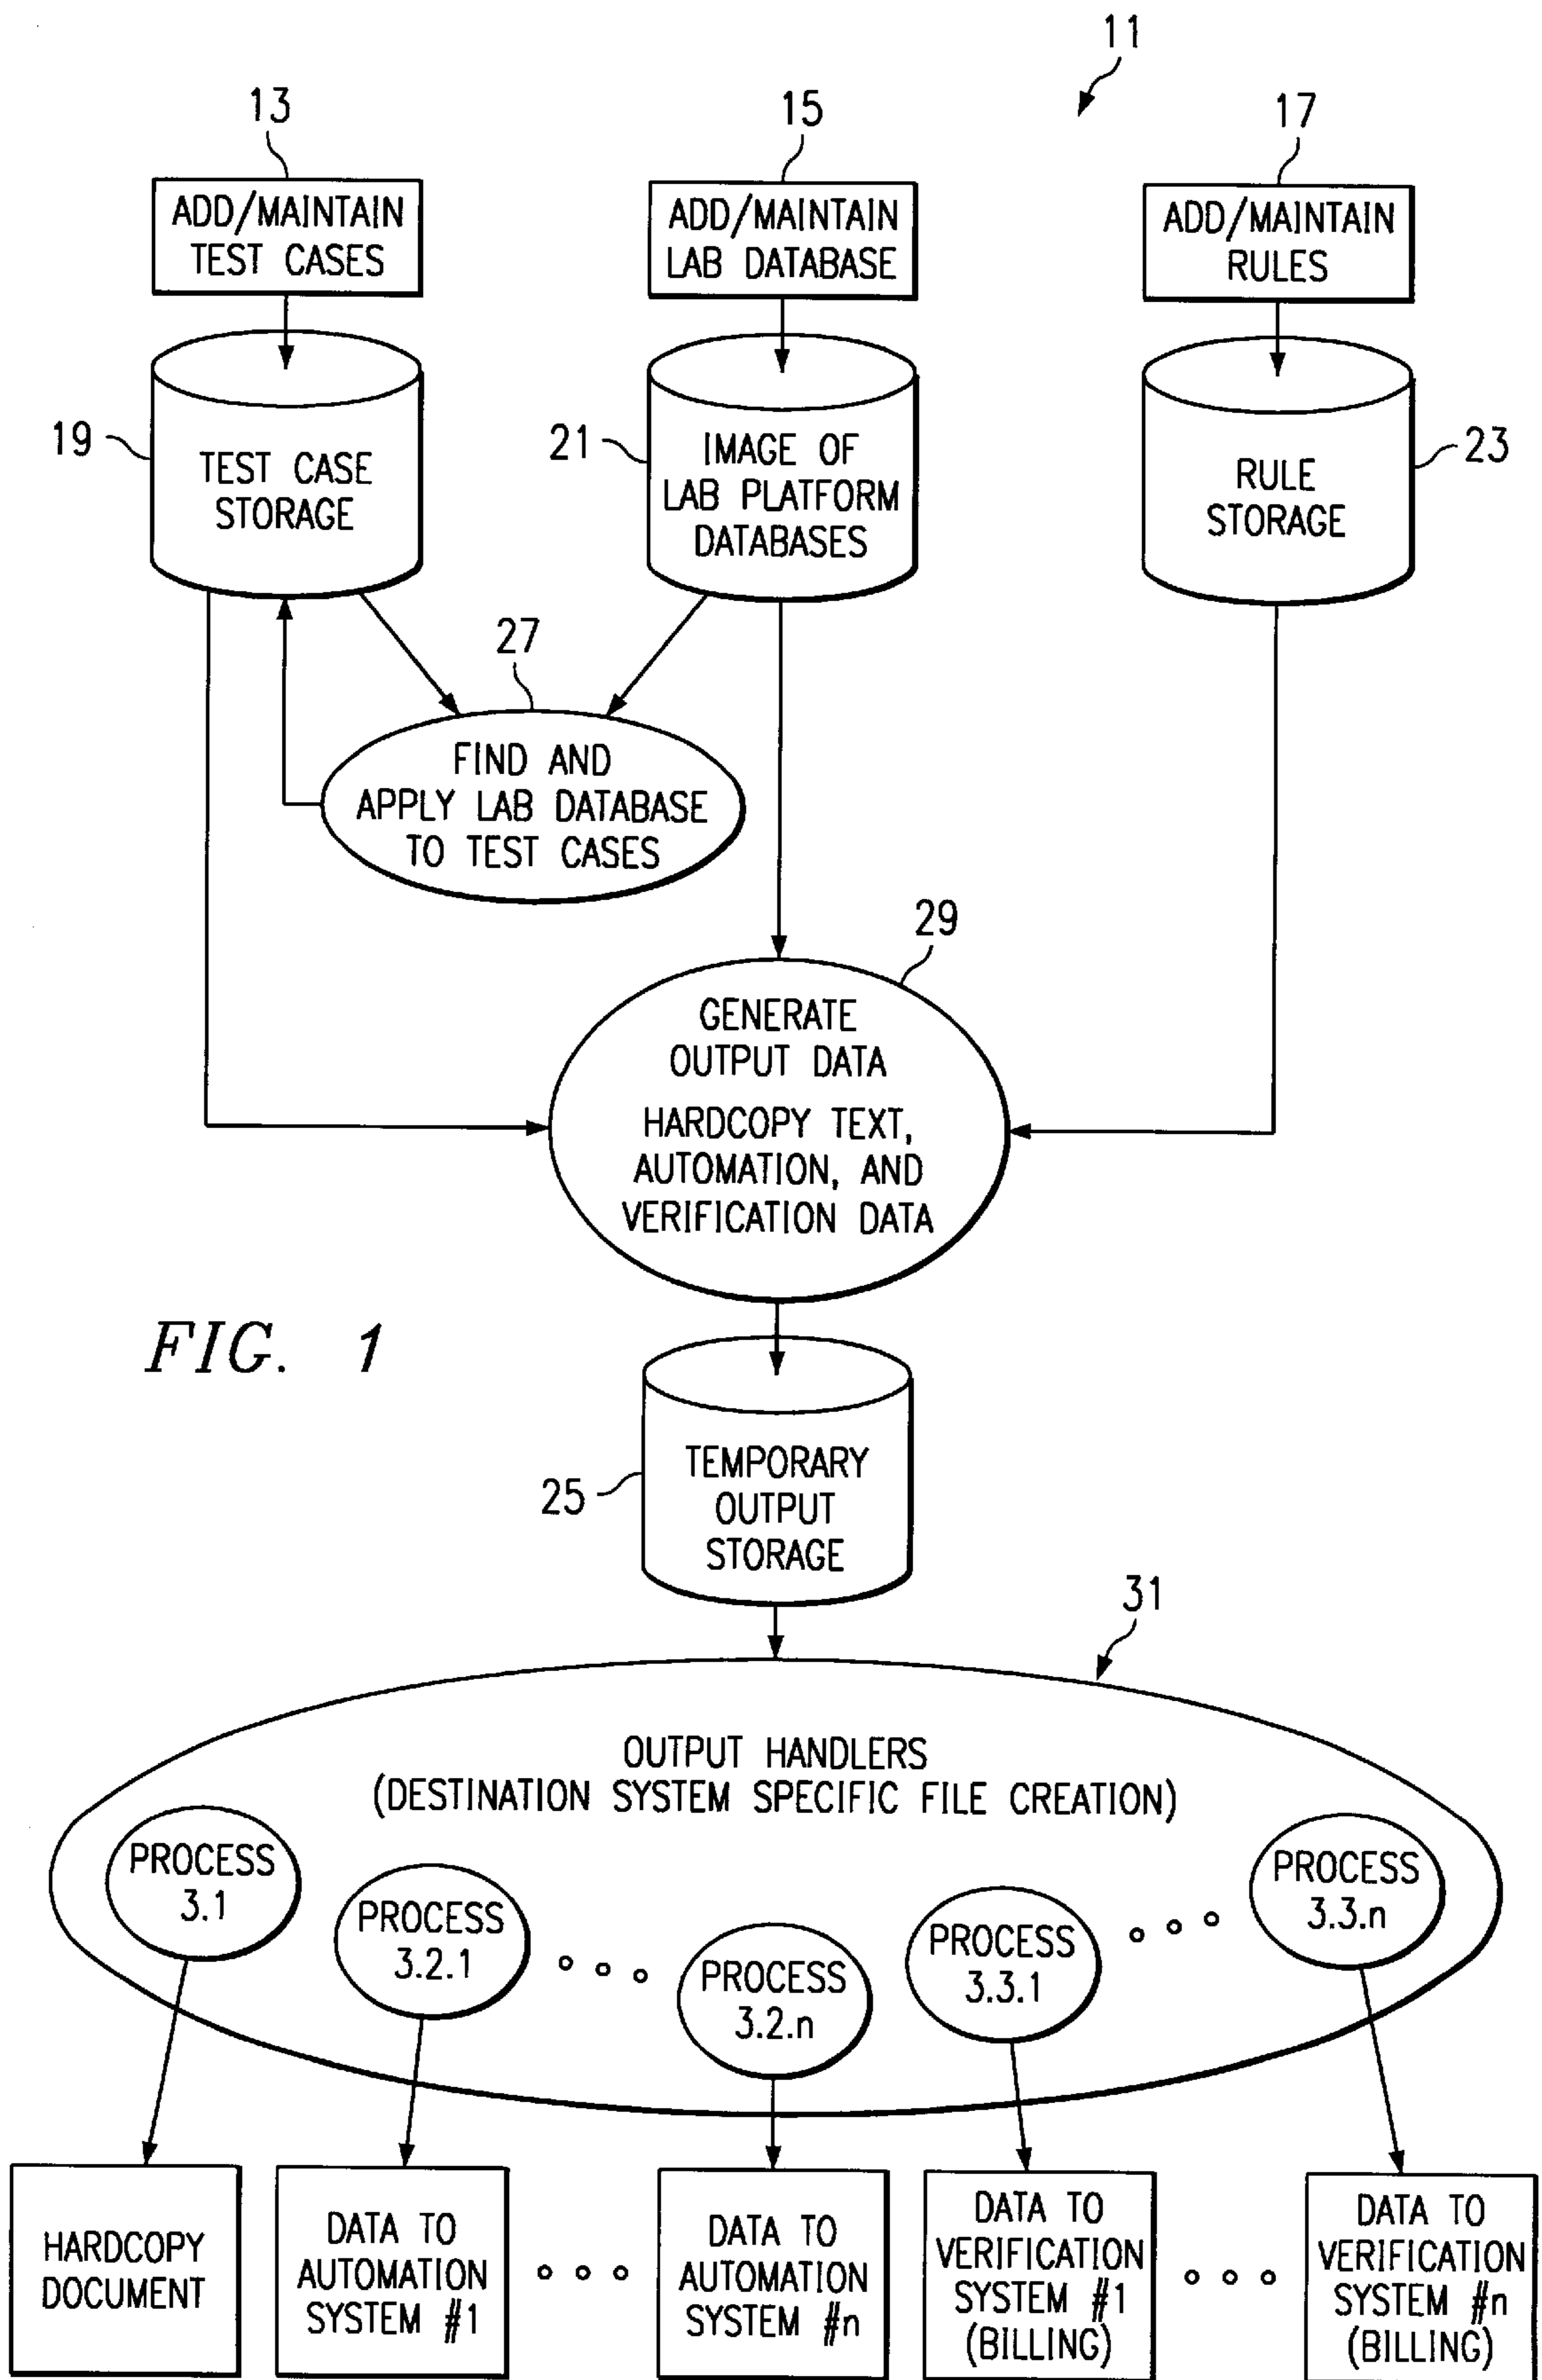 11
13
15
17
ADD/MAINTAIN
TEST CASES
ADD/MAINTAIN
LAB DATABASE
ADD/MAINTAIN
RULES
19
TEST CASE
STORAGE
21
IMAGE OF
LAB PLATFORM
DATABASES
RULE
STORAGE
23
27
FIND AND
APPLY LAB DATABASE
TO TEST CASES
29
GENERATE
OUTPUT DATA
HARDCOPY TEXT,
AUTOMATION, AND
VERIFICATION DATA
FIG. 1
25
TEMPORARY
OUTPUT
STORAGE
31
OUTPUT HANDLERS
(DESTINATION SYSTEM SPECIFIC FILE CREATION)
PROCESS
3.1
PROCESS
3.2.1
PROCESS
3.2.n
PROCESS
3.3.1
PROCESS
3.3.n
HARDCOPY
DOCUMENT
DATA TO
AUTOMATION
SYSTEM #1
DATA TO
AUTOMATION
SYSTEM #n
DATA TO
VERIFICATION
SYSTEM #1
(BILLING)
DATA TO
VERIFICATION
SYSTEM #n
(BILLING)